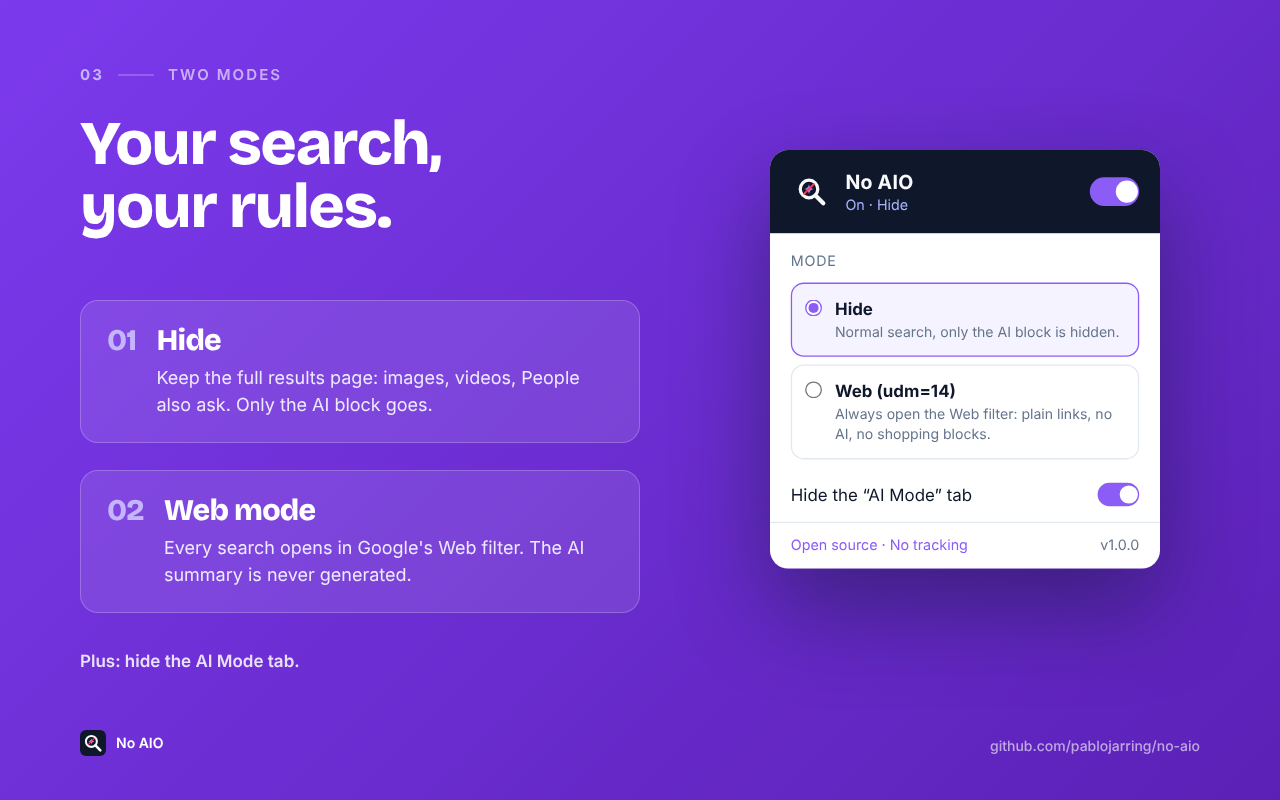 03 TWO MODES
Your search,
your rules.
01 Hide
Keep the full results page: images, videos, People
also ask. Only the AI block goes.
02 Web mode
Every search opens in Google's Web filter. The AI
summary is never generated.
Plus: hide the AI Mode tab.
No AIO
No AIO
On · Hide
MODE
Hide
Normal search, only the AI block is hidden.
Web (udm=14)
Always open the Web filter: plain links, no
AI, no shopping blocks.
Hide the “AI Mode” tab
Open source · No tracking v1.0.0
github.com/pablojarring/no-aio